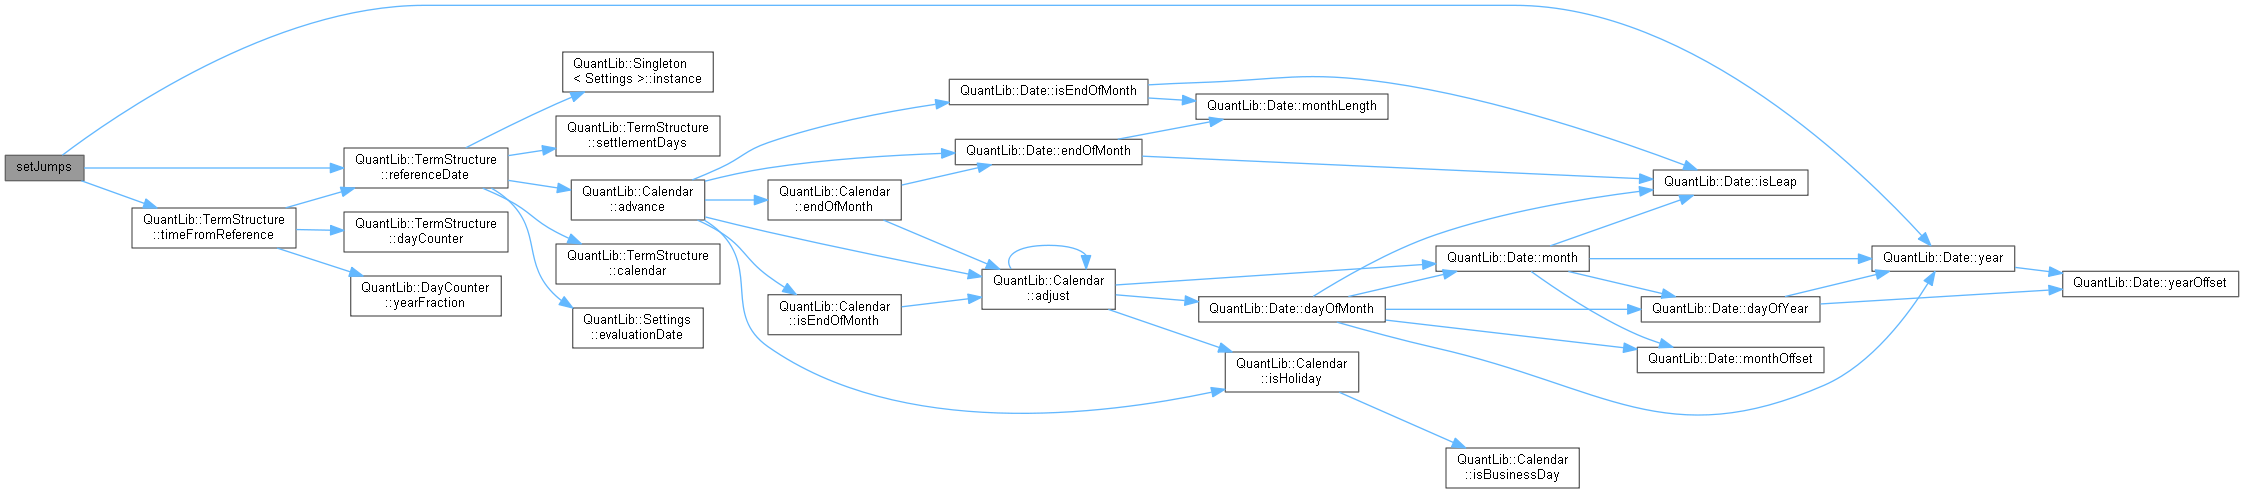 setJumps
QuantLib::TermStructure
::timeFromReference
QuantLib::TermStructure
::referenceDate
QuantLib::TermStructure
::dayCounter
QuantLib::DayCounter
::yearFraction
QuantLib::Singleton
< Settings >::instance
QuantLib::TermStructure
::settlementDays
QuantLib::Calendar
::advance
QuantLib::TermStructure
::calendar
QuantLib::Settings
::evaluationDate
QuantLib::Calendar
::endOfMonth
QuantLib::Calendar
::isEndOfMonth
QuantLib::Date::isEndOfMonth
QuantLib::Date::endOfMonth
QuantLib::Calendar
::adjust
QuantLib::Date::monthLength
QuantLib::Date::dayOfMonth
QuantLib::Calendar
::isHoliday
QuantLib::Date::month
QuantLib::Calendar
::isBusinessDay
QuantLib::Date::isLeap
QuantLib::Date::dayOfYear
QuantLib::Date::monthOffset
QuantLib::Date::year
QuantLib::Date::yearOffset